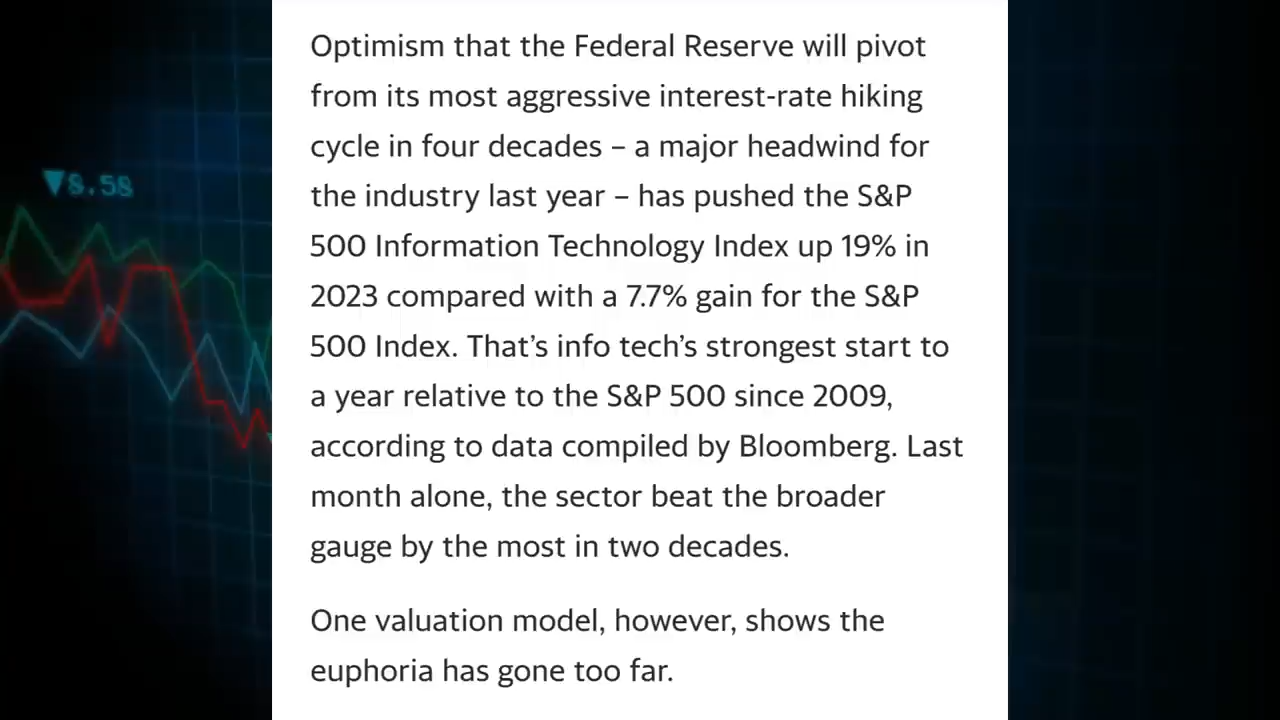 Optimism that the Federal Reserve will pivot
from its most aggressive interest-rate hiking
cycle in four decades – a major headwind for
the industry last year – has pushed the S&P
500 Information Technology Index up 19% in
2023 compared with a 7.7% gain for the S&P
500 Index. That’s info tech’s strongest start to
a year relative to the S&P 500 since 2009,
according to data compiled by Bloomberg. Last
month alone, the sector beat the broader
gauge by the most in two decades.
One valuation model, however, shows the
euphoria has gone too far.
▼8.58